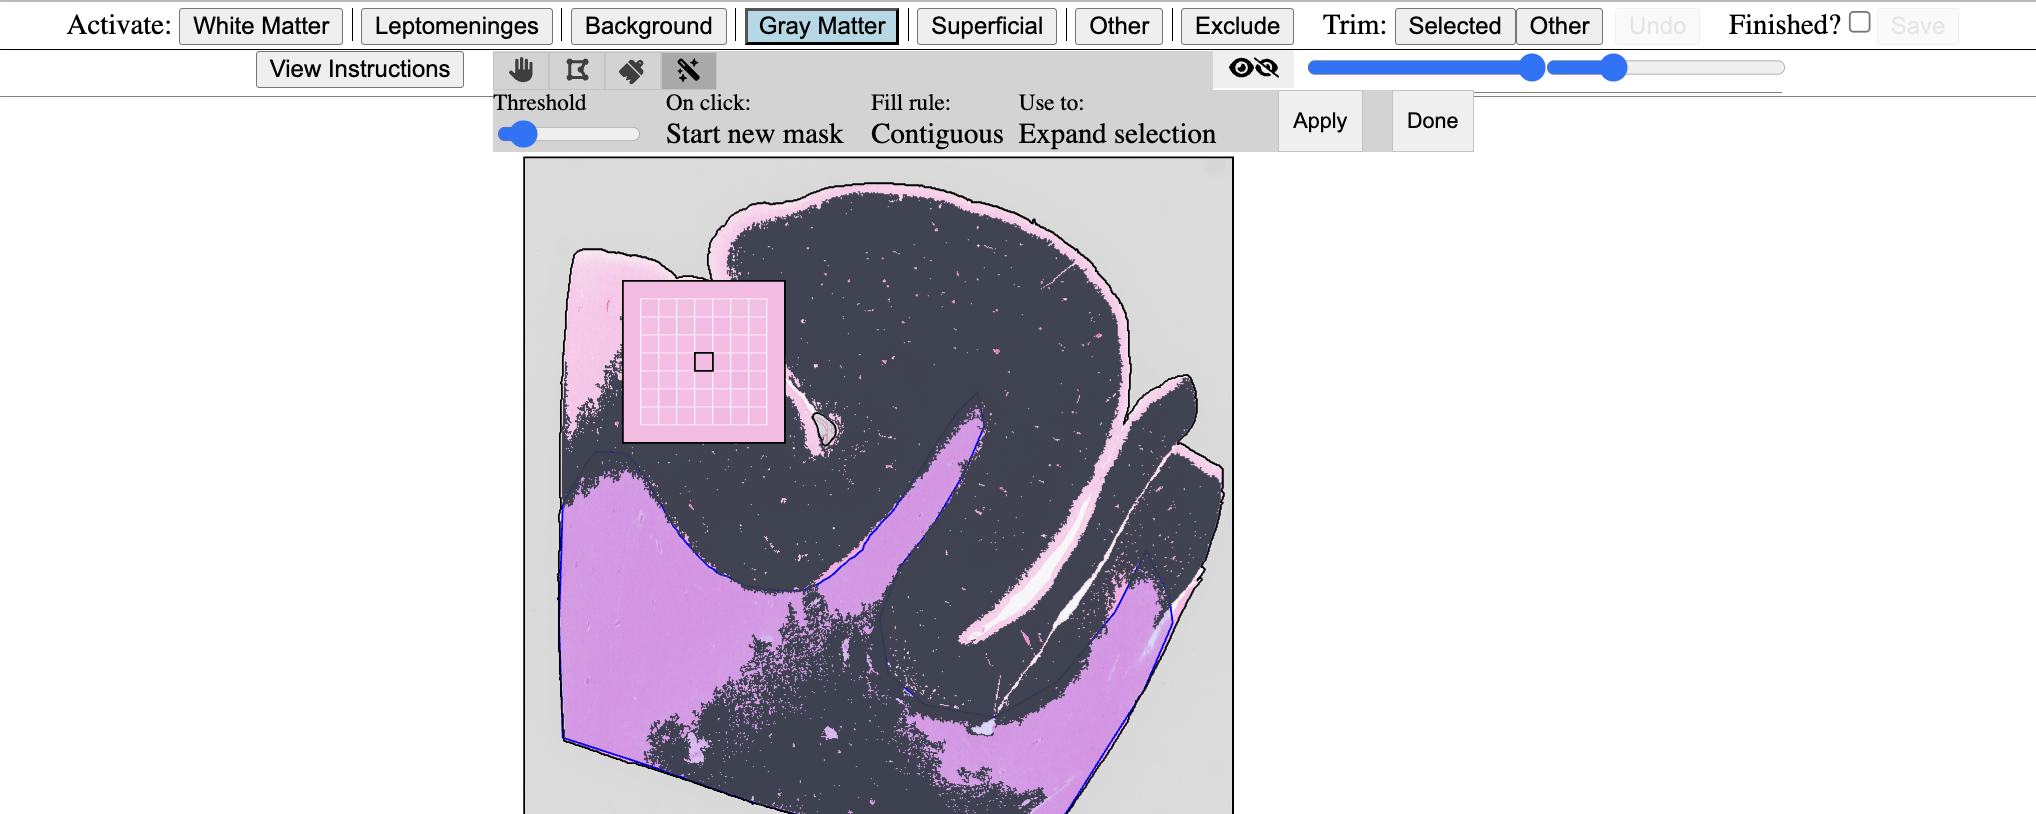 Activate: White Matter Leptomeninges Background Gray Matter Superficial Other Exclude Trim: Selected Other Undo Finished? Save
View Instructions
Threshold On click: Fill rule: Use to:
Start new mask Contiguous Expand selection Apply Done